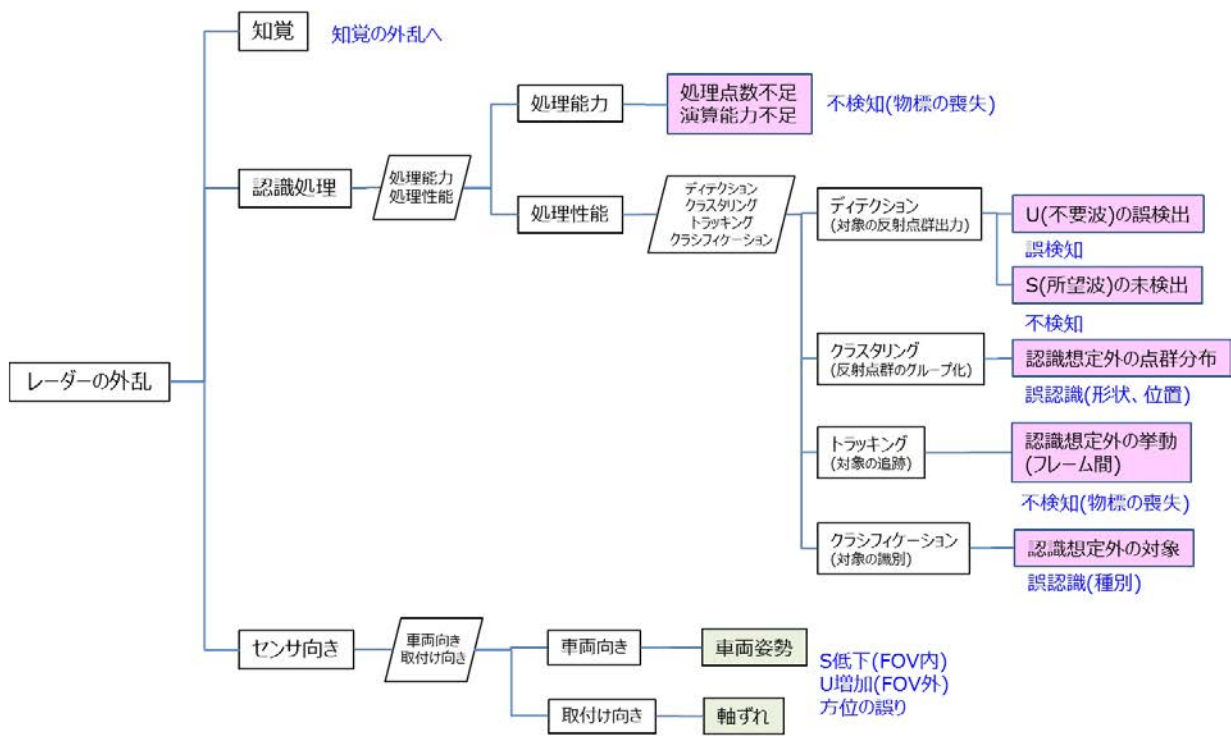 知覚
知覚の外乱へ
処理能力
処理点数不足
演算能力不足
不検知(物標の喪失)
認識処理
処理能力
処理性能
処理性能
ディテクション
クラスタリング
トラッキング
クラシフィケーション
ディテクション
(対象の反射点群出力)
U(不要波)の誤検出
誤検知
S(所望波)の未検出
不検知
レーダーの外乱
クラスタリング
(反射点群のグループ化)
認識想定外の点群分布
誤認識(形状、位置)
トラッキング
(対象の追跡)
認識想定外の挙動
(フレーム間)
不検知(物標の喪失)
クラシフィケーション
(対象の識別)
認識想定外の対象
誤認識(種別)
センサ向き
車両向き
取付け向き
車両向き
車両姿勢
S低下(FOV内)
U増加(FOV外)
方位の誤り
取付け向き
軸ずれ